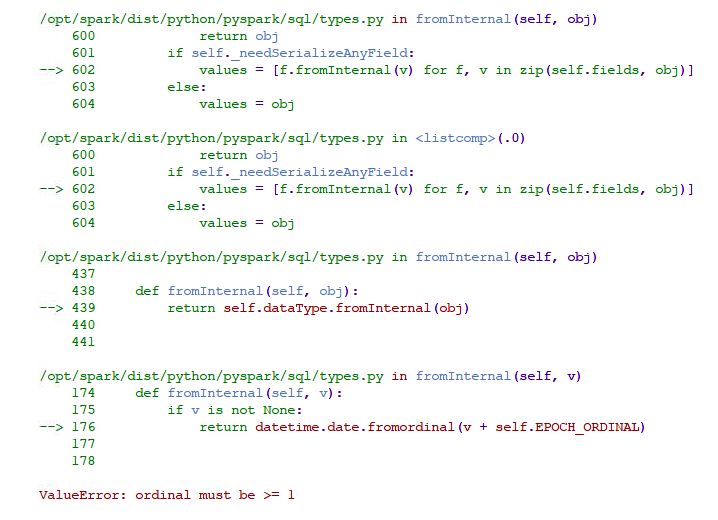 /opt/spark/dist/python/pyspark/sql/types.py in fromInternal(self, obj)
    600             return obj
    601         if self._needSerializeAnyField:
--> 602             values = [f.fromInternal(v) for f, v in zip(self.fields, obj)]
    603         else:
    604             values = obj

/opt/spark/dist/python/pyspark/sql/types.py in <listcomp>(.0)
    600             return obj
    601         if self._needSerializeAnyField:
--> 602             values = [f.fromInternal(v) for f, v in zip(self.fields, obj)]
    603         else:
    604             values = obj

/opt/spark/dist/python/pyspark/sql/types.py in fromInternal(self, obj)
    437
    438     def fromInternal(self, obj):
--> 439         return self.dataType.fromInternal(obj)
    440
    441

/opt/spark/dist/python/pyspark/sql/types.py in fromInternal(self, v)
    174     def fromInternal(self, v):
    175         if v is not None:
--> 176             return datetime.date.fromordinal(v + self.EPOCH_ORDINAL)
    177
    178

ValueError: ordinal must be >= 1